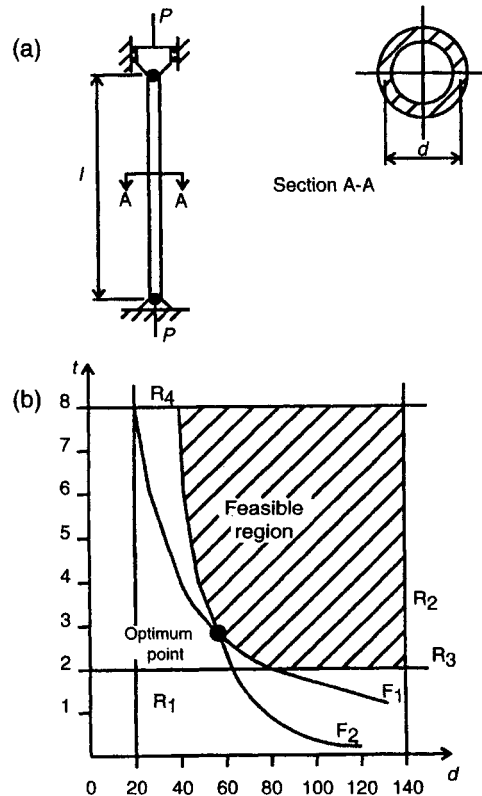 (a)
P
l
A A
P
d
Section A-A
(b)
t
8
7
6
5
4
3
2
1
R4
Feasible
region
Optimum
point
R2
R3
R1
F1
F2
0 20 40 60 80 100 120 140
d